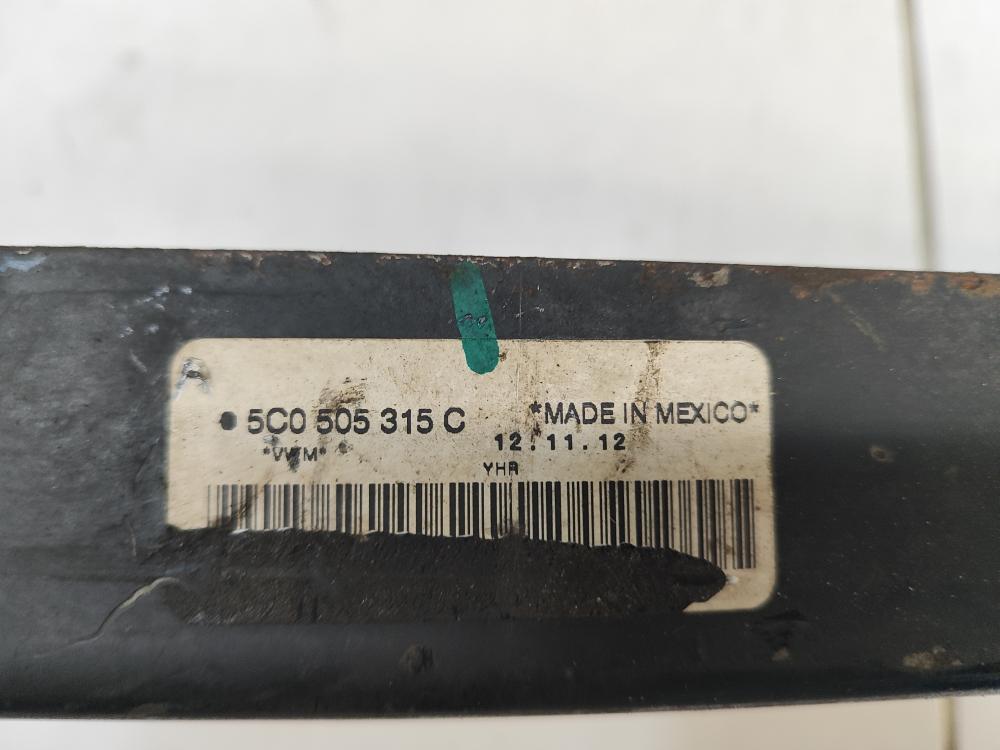 5C0 505 315 C
*VWM*
*MADE IN MEXICO*
12.11.12
YHR